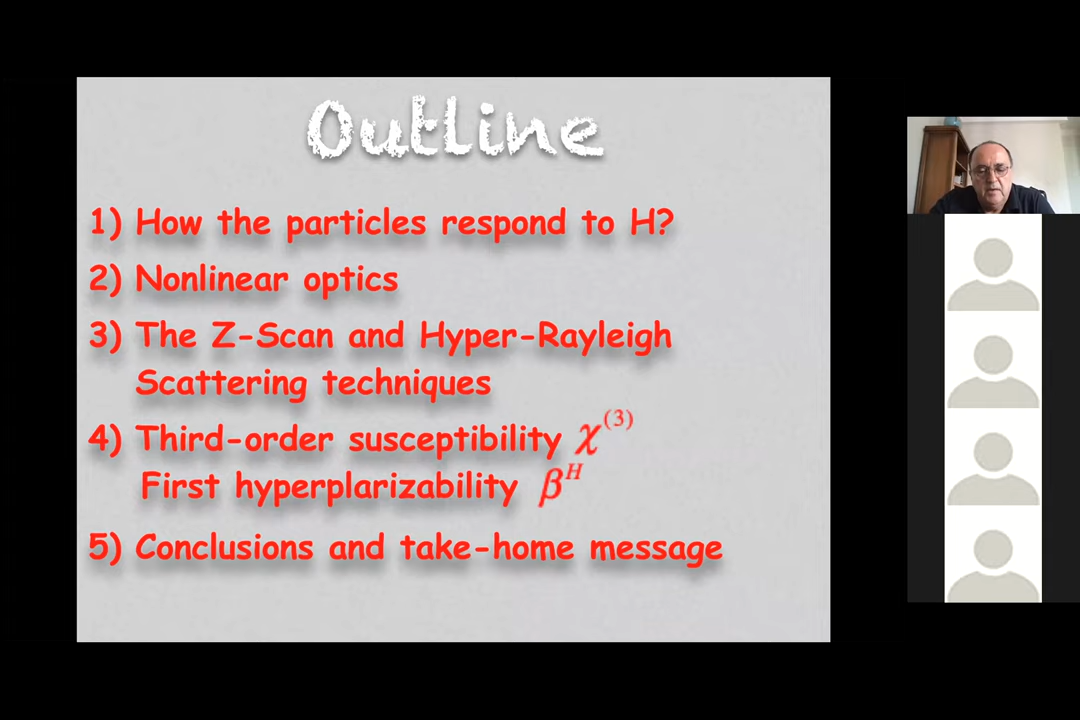 Outline
1) How the particles respond to H?
2) Nonlinear optics
3) The Z-Scan and Hyper-Rayleigh
Scattering techniques
4) Third-order susceptibility χ⁽³⁾
First hyperplarizability βᴴ
5) Conclusions and take-home message